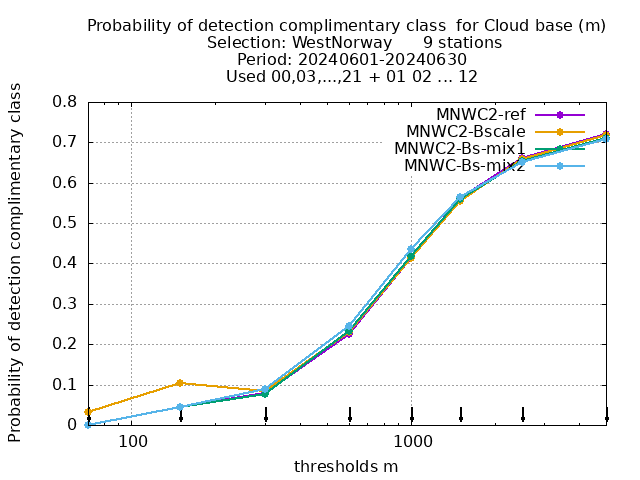 Probability of detection complimentary class  for Cloud base (m)
Selection: WestNorway      9 stations
Period: 20240601-20240630
Used 00,03,...,21 + 01 02 ... 12
Probability of detection complimentary class
0.8
0.7
0.6
0.5
0.4
0.3
0.2
0.1
0
MNWC2-ref
MNWC2-Bscale
MNWC2-Bs-mix1
MNWC-Bs-mix2
100
1000
thresholds m